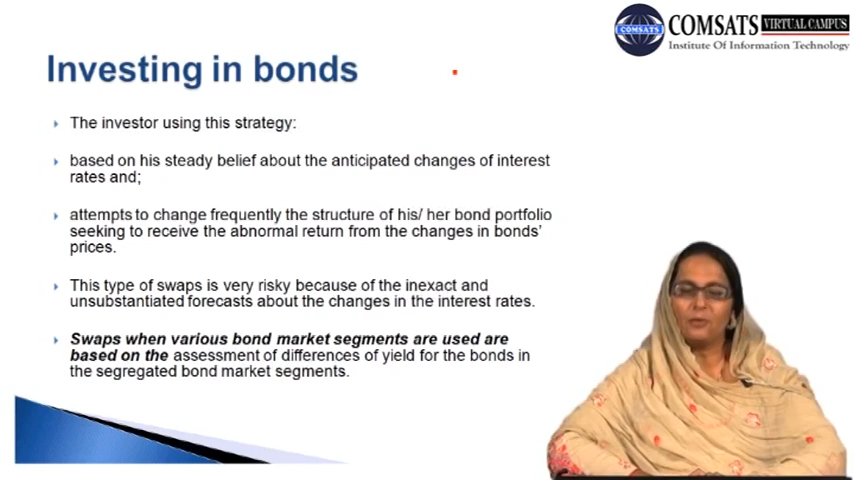 COMSATS VIRTUAL CAMPUS
COMSATS Institute Of Information Technology
Investing in bonds
The investor using this strategy:
based on his steady belief about the anticipated changes of interest
rates and;
attempts to change frequently the structure of his/ her bond portfolio
seeking to receive the abnormal return from the changes in bonds'
prices.
This type of swaps is very risky because of the inexact and
unsubstantiated forecasts about the changes in the interest rates.
Swaps when various bond market segments are used are
based on the assessment of differences of yield for the bonds in
the segregated bond market segments.